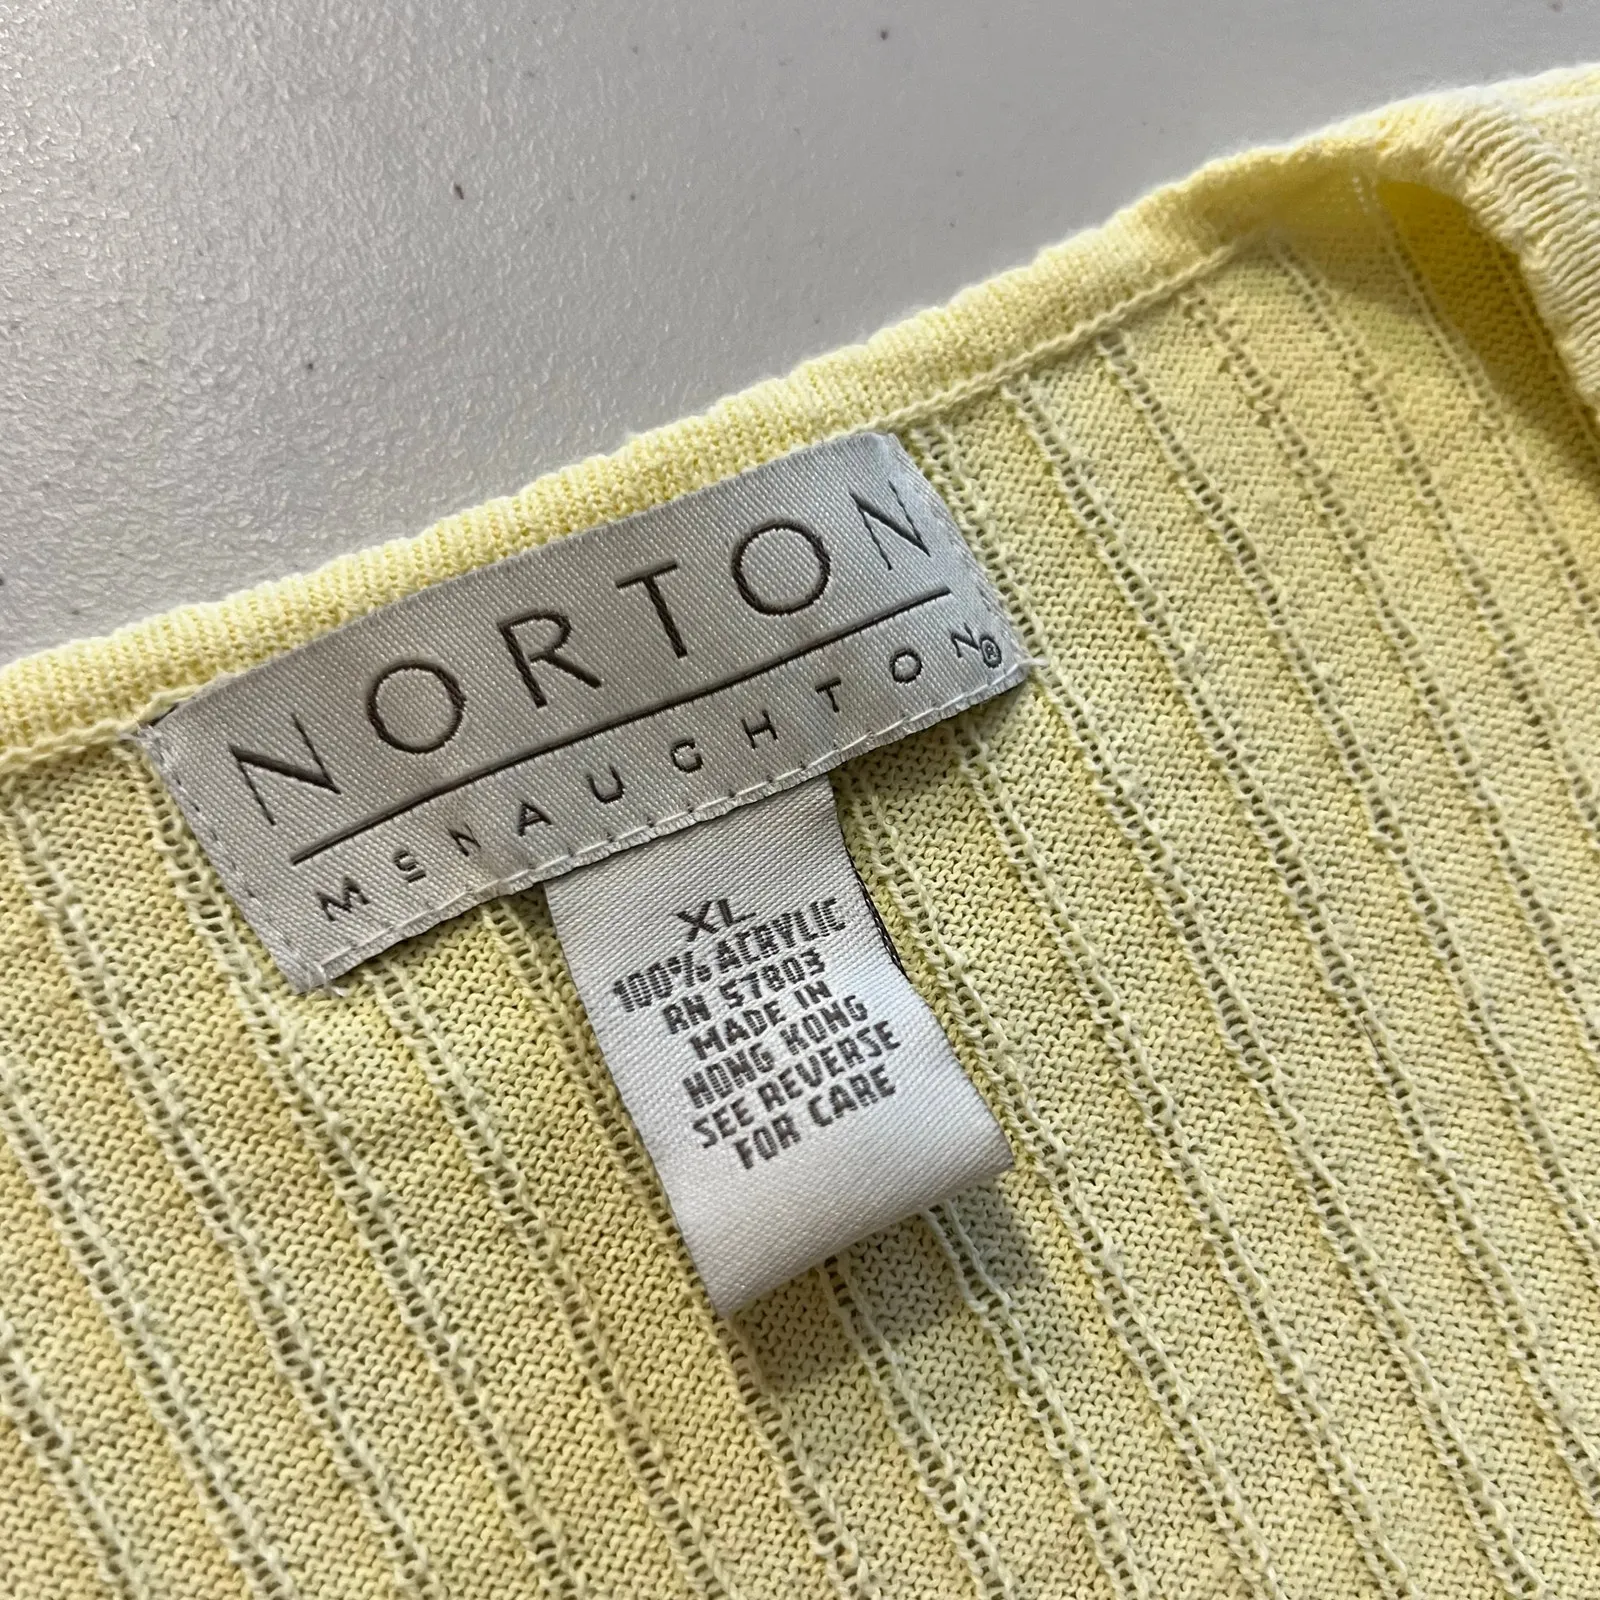 NORTON
McNAUGHTON®
XL
100% ACRYLIC
RN 57803
MADE IN
HONG KONG
SEE REVERSE
FOR CARE